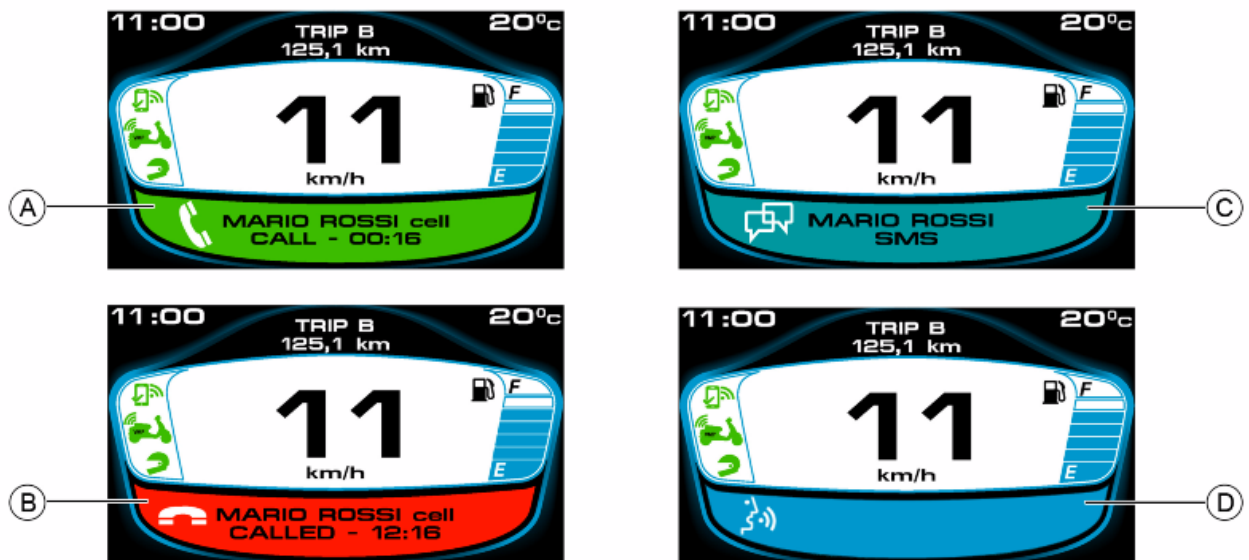 11:00
20°c
TRIP B
125,1 km
11
km/h
F
E
MARIO ROSSI cell
CALL - 00:16
A
11:00
20°c
TRIP B
125,1 km
11
km/h
F
E
MARIO ROSSI
SMS
C
11:00
20°c
TRIP B
125,1 km
11
km/h
F
E
MARIO ROSSI cell
CALLED - 12:16
B
11:00
20°c
TRIP B
125,1 km
11
km/h
F
E
D